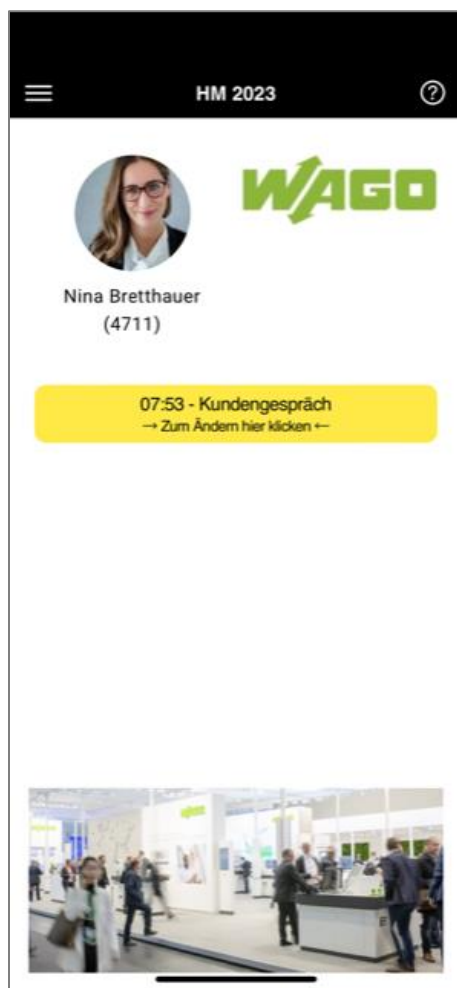 HM 2023
?
WAGO
Nina Bretthauer
(4711)
07:53 - Kundengespräch
→ Zum Ändern hier klicken ←